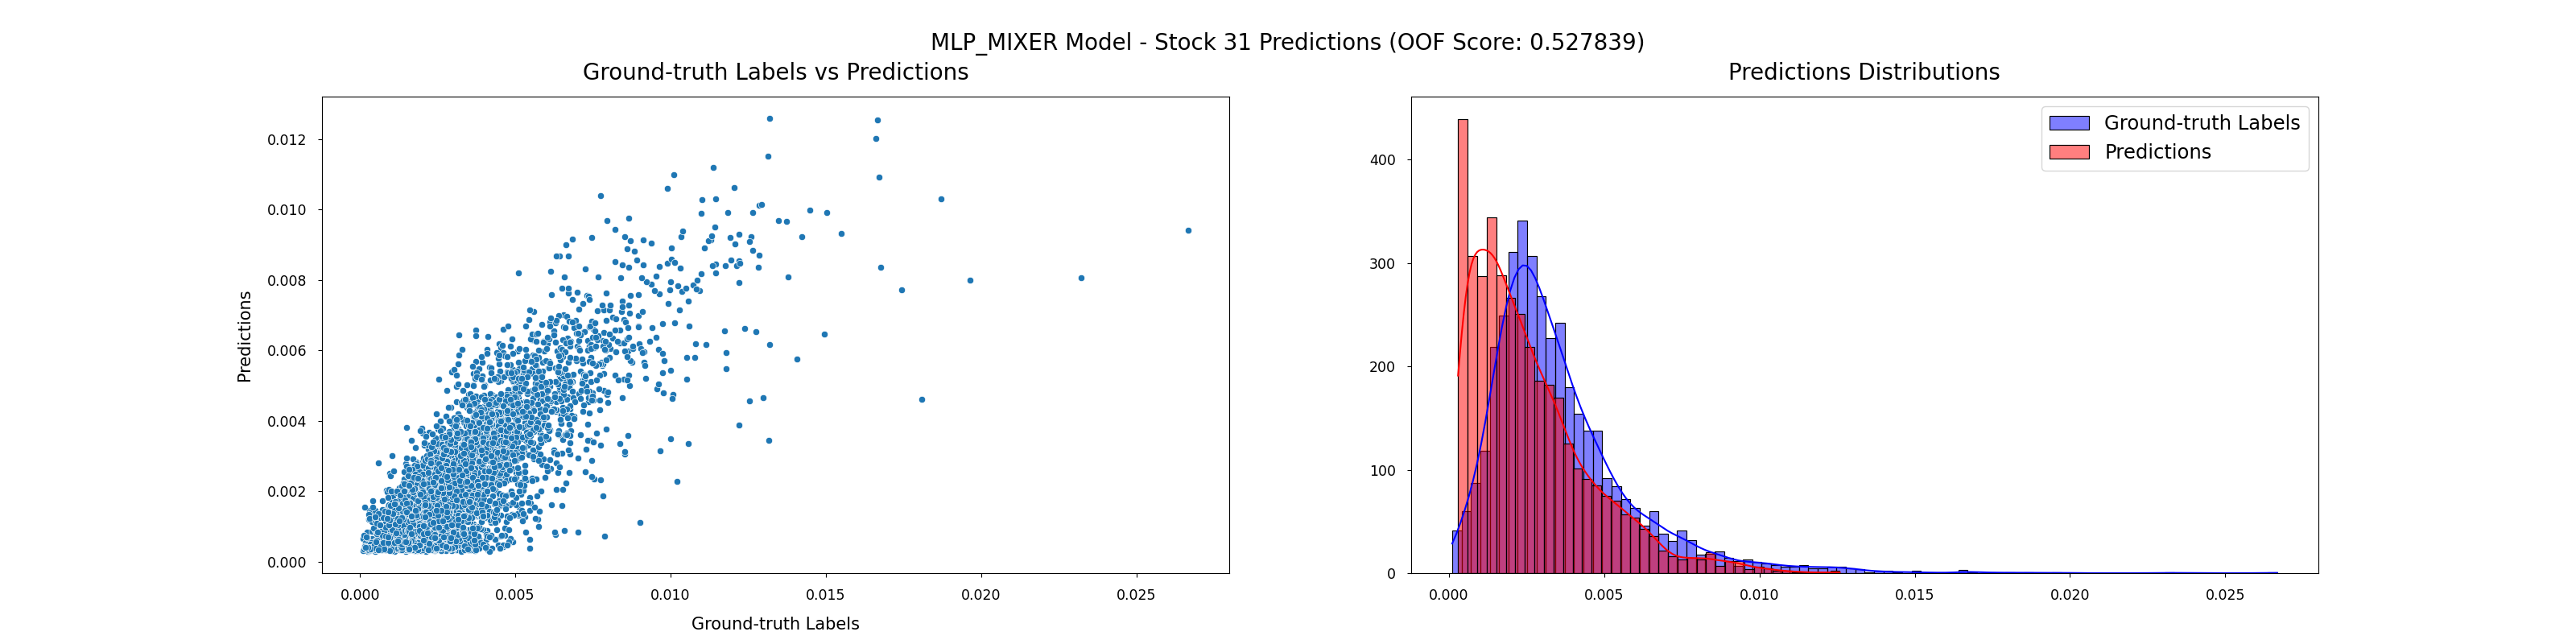 MLP_MIXER Model - Stock 31 Predictions (OOF Score: 0.527839)
Ground-truth Labels vs Predictions
0.012
0.010
0.008
0.006
0.004
0.002
0.000
Predictions
0.000 0.005 0.010 0.015 0.020 0.025
Ground-truth Labels
Predictions Distributions
Ground-truth Labels
Predictions
400
300
200
100
0
0.000 0.005 0.010 0.015 0.020 0.025